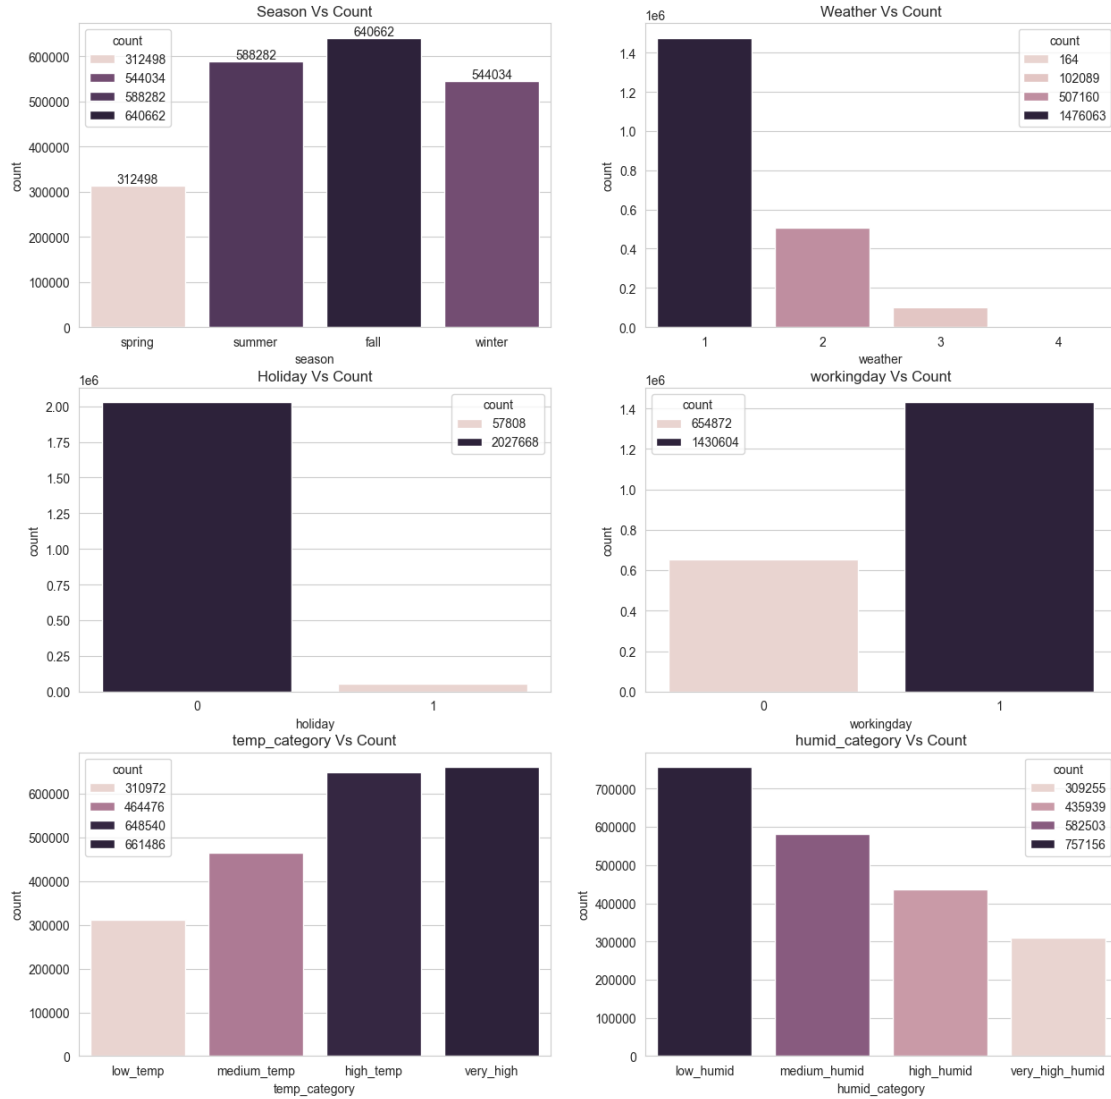 Season Vs Count
count
312498
544034
588282
640662
312498
588282
640662
544034
600000
500000
400000
300000
200000
100000
0
count
spring summer fall winter
season
Weather Vs Count
1e6
count
164
102089
507160
1476063
1.4
1.2
1.0
0.8
0.6
0.4
0.2
0.0
count
1 2 3 4
weather
Holiday Vs Count
1e6
count
57808
2027668
2.00
1.75
1.50
1.25
1.00
0.75
0.50
0.25
0.00
count
0 1
holiday
workingday Vs Count
1e6
count
654872
1430604
1.4
1.2
1.0
0.8
0.6
0.4
0.2
0.0
count
0 1
workingday
temp_category Vs Count
count
310972
464476
648540
661486
600000
500000
400000
300000
200000
100000
0
count
low_temp medium_temp high_temp very_high
temp_category
humid_category Vs Count
count
309255
435939
582503
757156
700000
600000
500000
400000
300000
200000
100000
0
count
low_humid medium_humid high_humid very_high_humid
humid_category